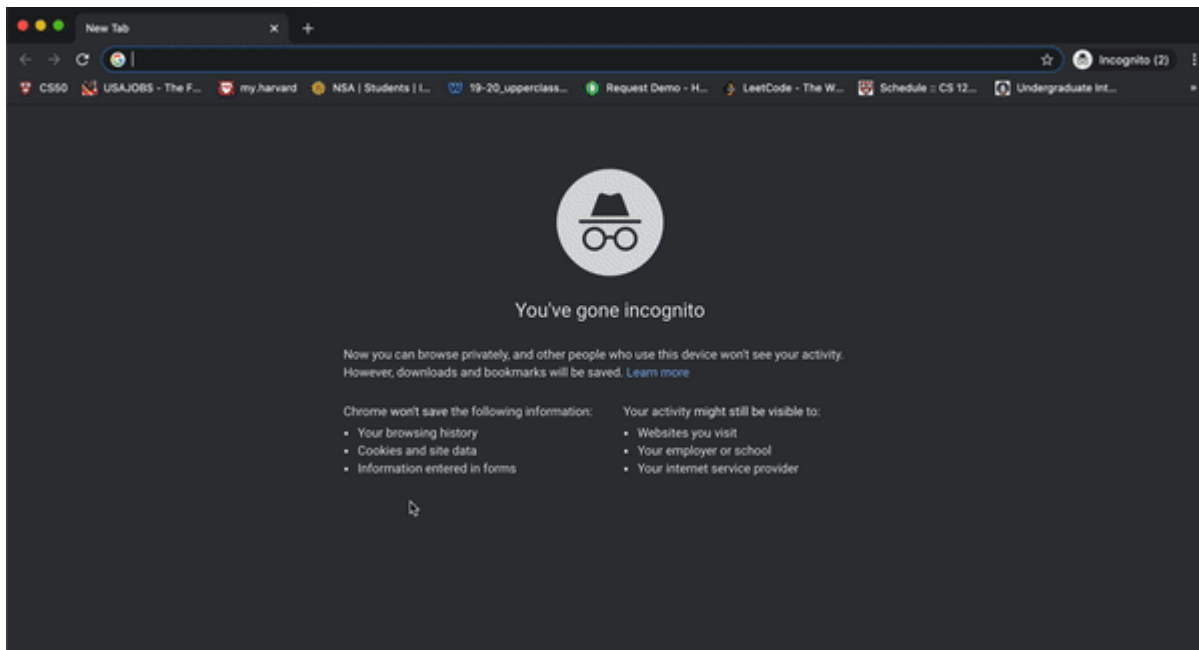 New Tab
Incognito (2)
CS50 USAJOBS - The F... my.harvard NSA | Students | I... 19-20_upperclass... Request Demo - H... LeetCode - The W... Schedule :: CS 12... Undergraduate Int... »
You've gone incognito
Now you can browse privately, and other people who use this device won't see your activity.
However, downloads and bookmarks will be saved. Learn more
Chrome won't save the following information:
• Your browsing history
• Cookies and site data
• Information entered in forms
Your activity might still be visible to:
• Websites you visit
• Your employer or school
• Your internet service provider